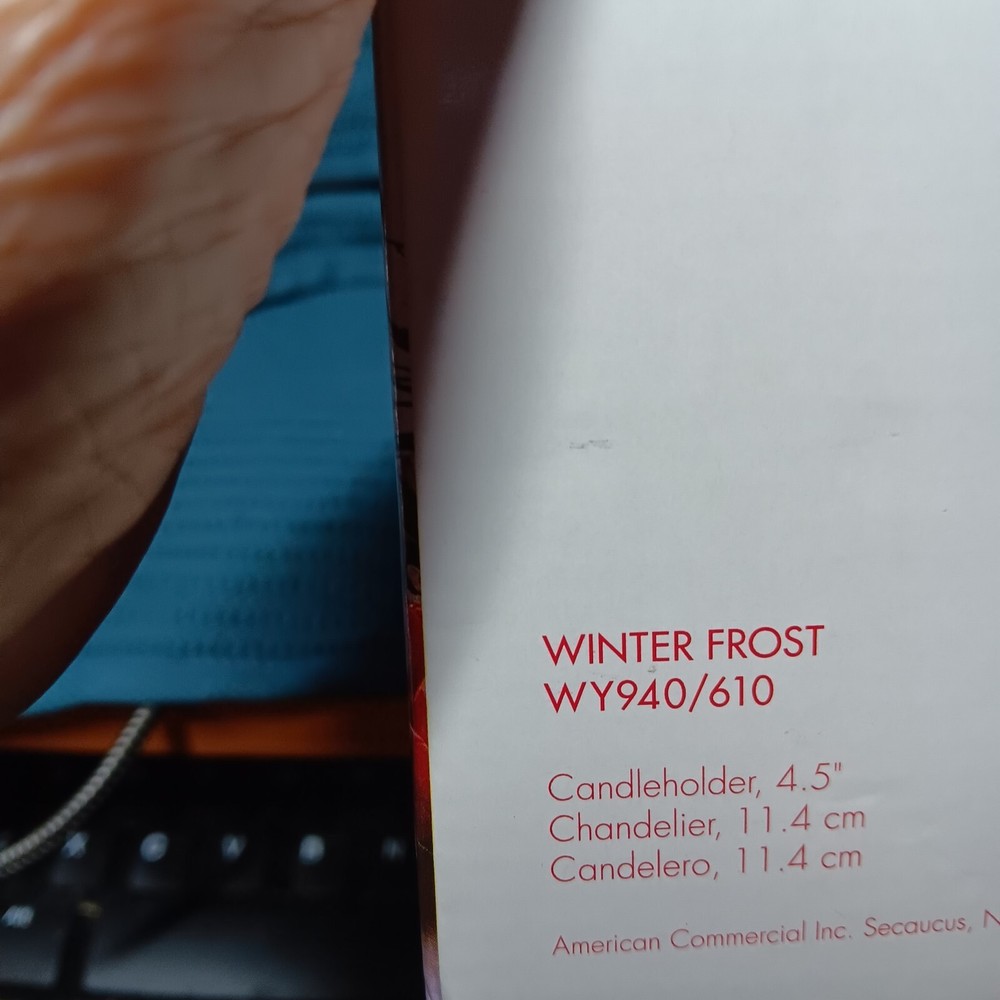 WINTER FROST
WY940/610
Candleholder, 4.5"
Chandelier, 11.4 cm
Candelero, 11.4 cm
American Commercial Inc. Secaucus, N